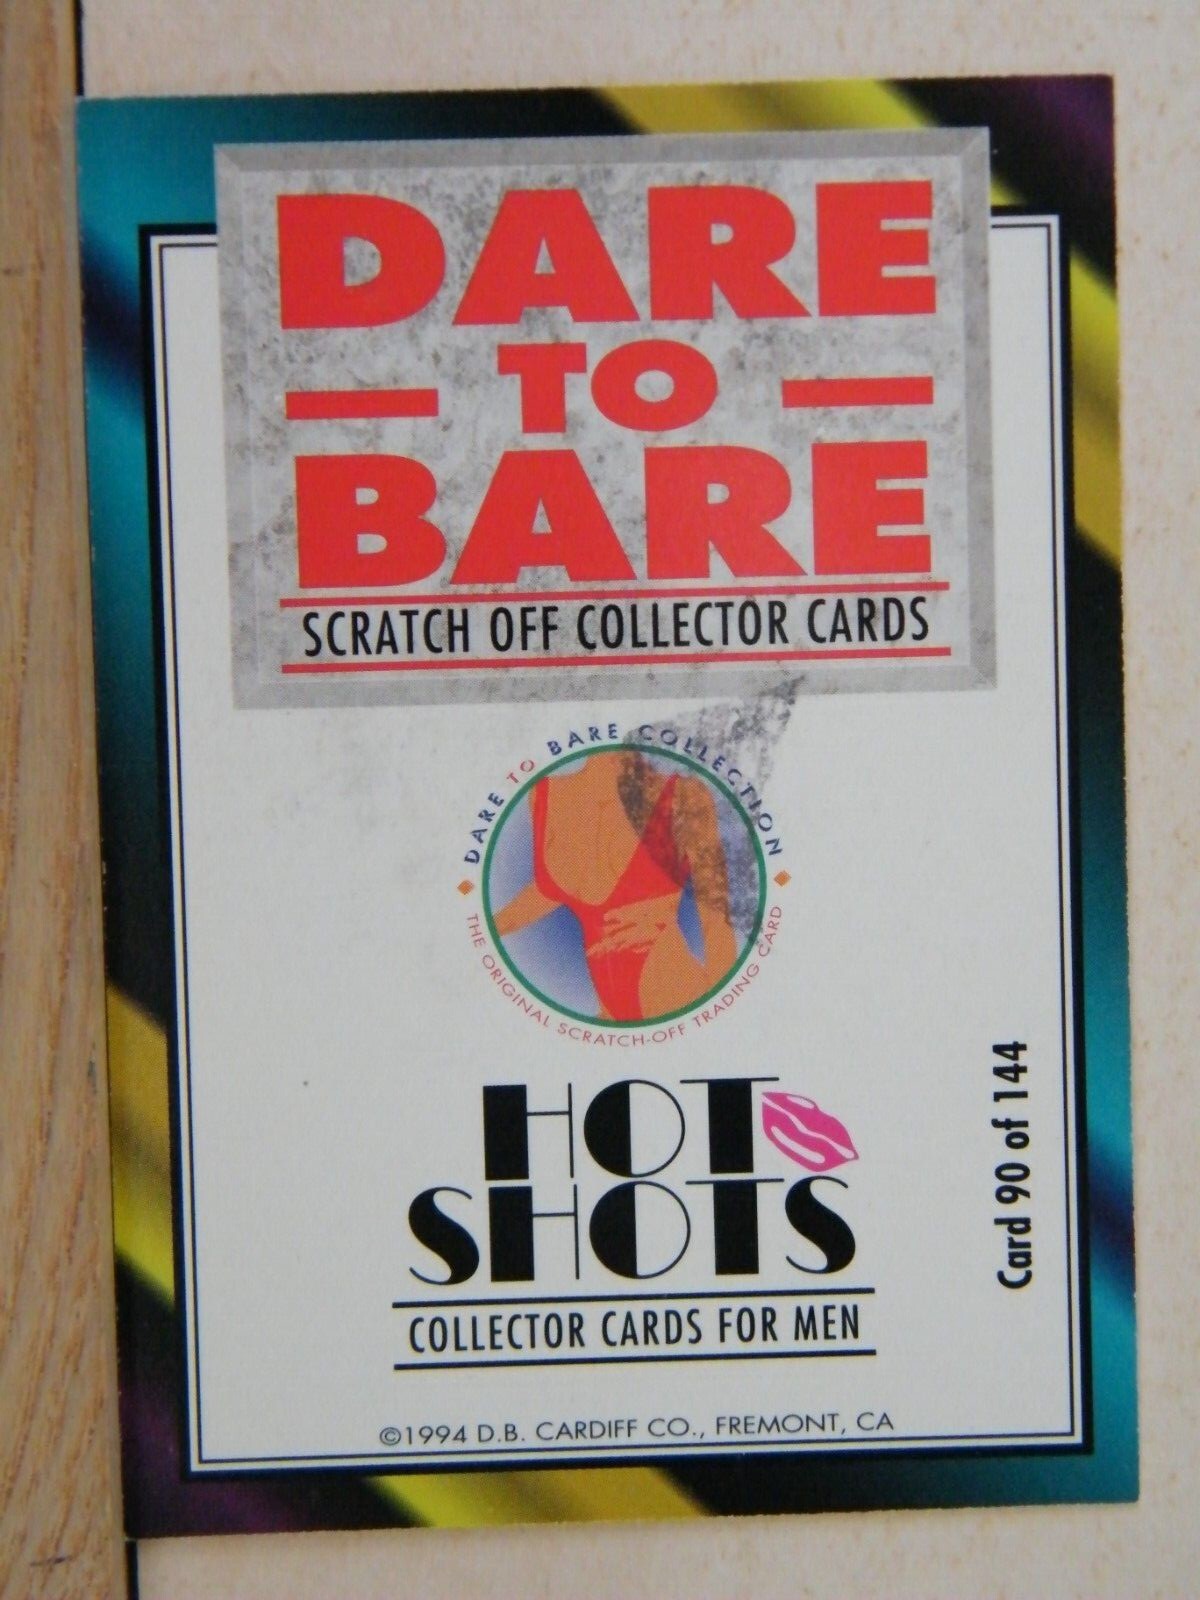 DARE
TO
BARE
SCRATCH OFF COLLECTOR CARDS
DARE TO BARE COLLECTION
THE ORIGINAL SCRATCH-OFF TRADING CARD
HOT
SHOTS
COLLECTOR CARDS FOR MEN
Card 90 of 144
©1994 D.B. CARDIFF CO., FREMONT, CA